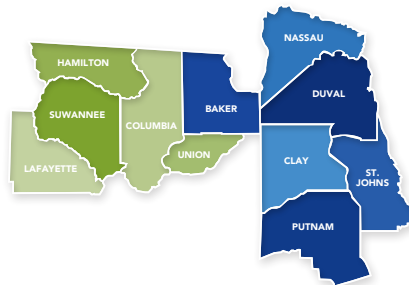 NASSAU
HAMILTON
DUVAL
SUWANNEE
COLUMBIA
BAKER
UNION
CLAY
LAFAYETTE
ST.
JOHNS
PUTNAM